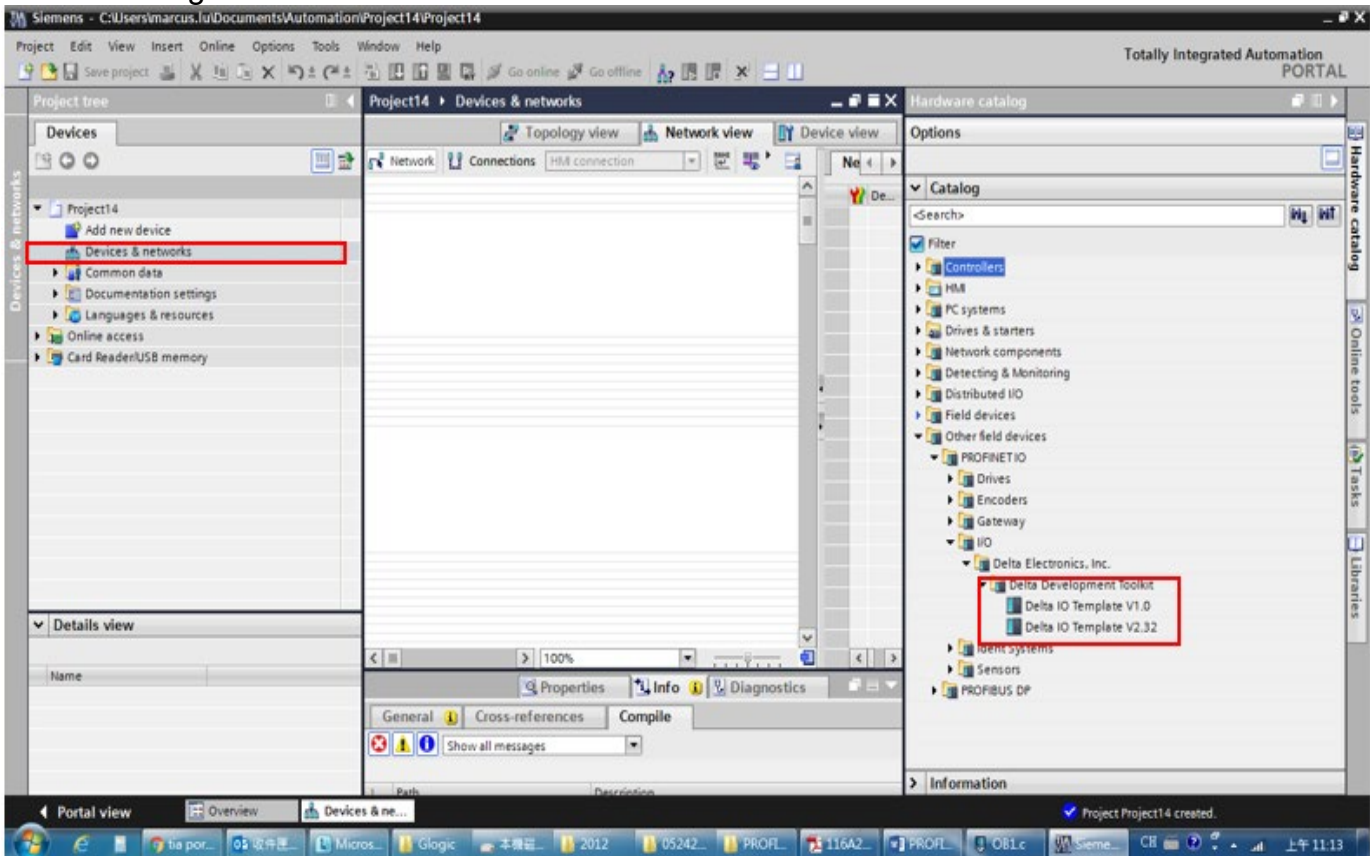 Siemens - C:\Users\marcus.lu\Documents\Automation\Project14\Project14
Project Edit View Insert Online Options Tools Window Help
Totally Integrated Automation
PORTAL
Save project
Go online
Go offline
Project tree
Devices
Project14
Add new device
Devices & networks
Common data
Documentation settings
Languages & resources
Online access
Card Reader/USB memory
Details view
Name
Devices & networks
Project14 Devices & networks
Topology view
Network view
Device view
Network
Connections
HMI connection
Ne
De...
100%
Properties
Info
Diagnostics
General
Cross-references
Compile
Show all messages
! Path
Description
Hardware catalog
Options
Catalog
<Search>
Filter
Controllers
HMI
PC systems
Drives & starters
Network components
Detecting & Monitoring
Distributed I/O
Field devices
Other field devices
PROFINET IO
Drives
Encoders
Gateway
I/O
Delta Electronics, Inc.
Delta Development Toolkit
Delta IO Template V1.0
Delta IO Template V2.32
Ident Systems
Sensors
PROFIBUS DP
Information
Hardware catalog
Online tools
Tasks
Libraries
Portal view
Overview
Devices & ne...
Project Project14 created.
tia por...
Micros...
Glogic
2012
05242...
PROFI...
116A2...
PROFI...
OB1.c
Sieme...
CH
上午 11:13